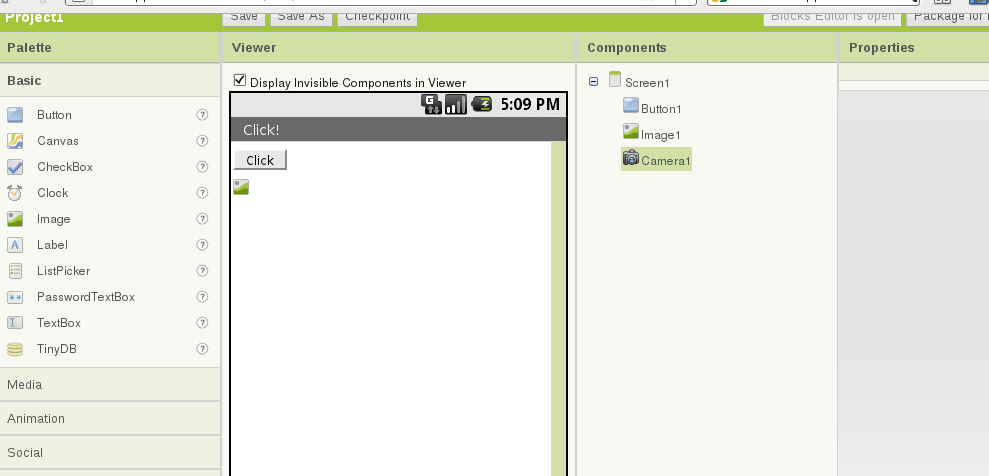 Project1
Save
Save As
Checkpoint
Blocks Editor is open
Package for
Palette
Viewer
Components
Properties
Basic
Button
Canvas
CheckBox
Clock
Image
Label
ListPicker
PasswordTextBox
TextBox
TinyDB
Media
Animation
Social
Display Invisible Components in Viewer
5:09 PM
Click!
Click
Screen1
Button1
Image1
Camera1